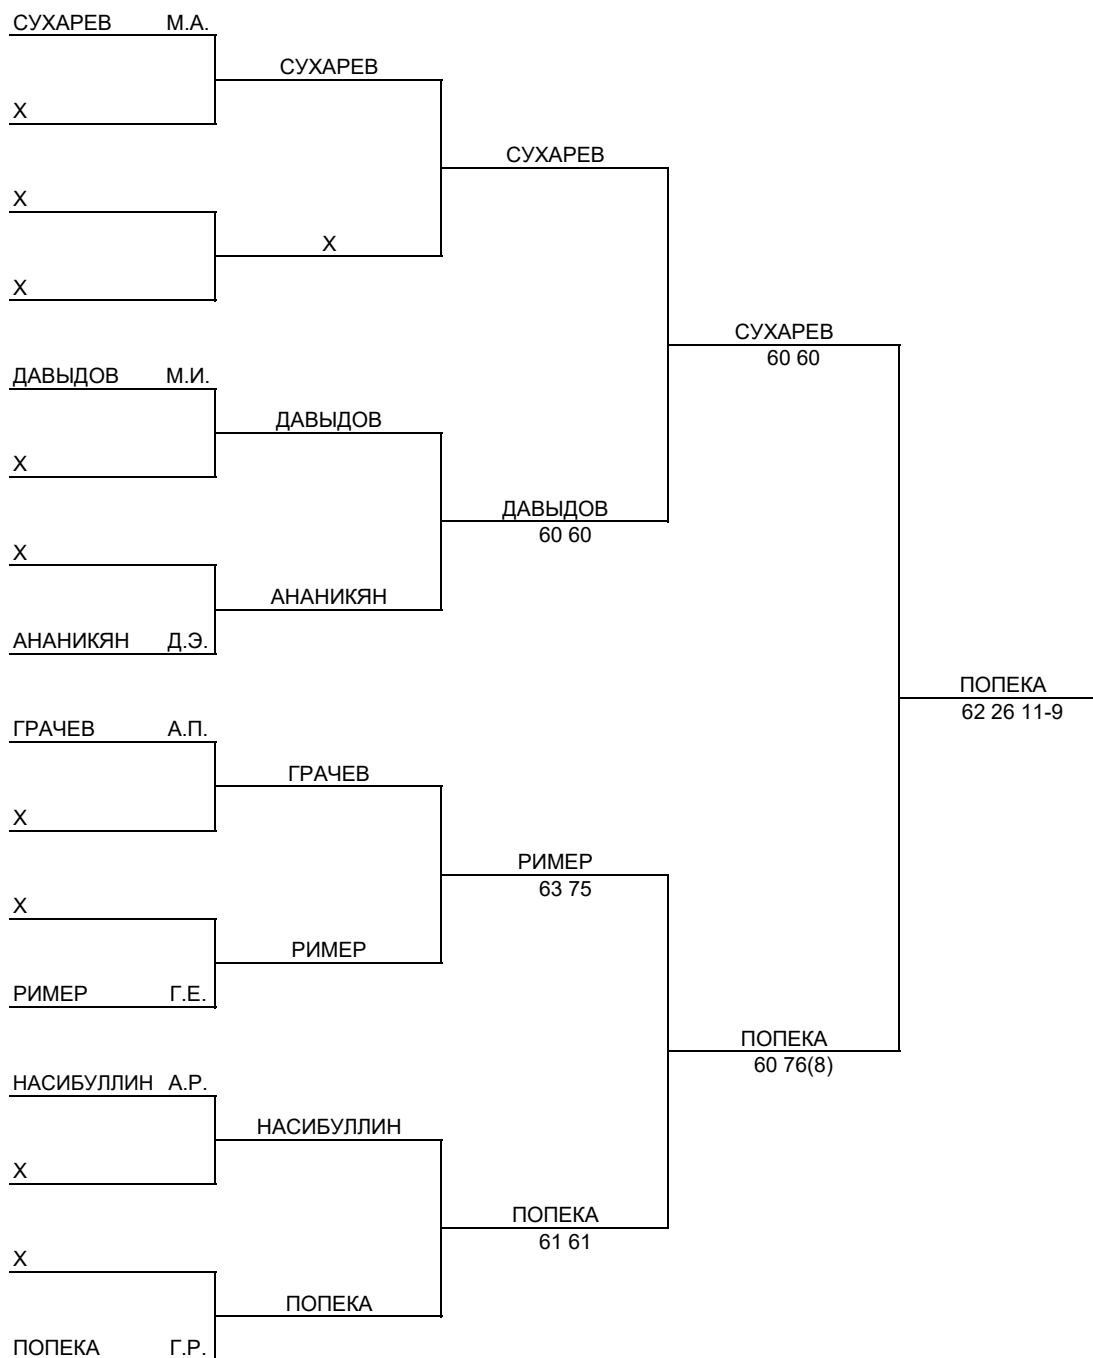 СУХАРЕВ М.А.
СУХАРЕВ
Х
СУХАРЕВ
Х
Х
Х
СУХАРЕВ
60 60
ДАВЫДОВ М.И.
ДАВЫДОВ
Х
ДАВЫДОВ
60 60
Х
АНАНИКЯН
АНАНИКЯН Д.Э.
ПОПЕКА
62 26 11-9
ГРАЧЕВ А.П.
ГРАЧЕВ
Х
РИМЕР
63 75
Х
РИМЕР
РИМЕР Г.Е.
ПОПЕКА
60 76(8)
НАСИБУЛЛИН А.Р.
НАСИБУЛЛИН
Х
ПОПЕКА
61 61
Х
ПОПЕКА
ПОПЕКА Г.Р.